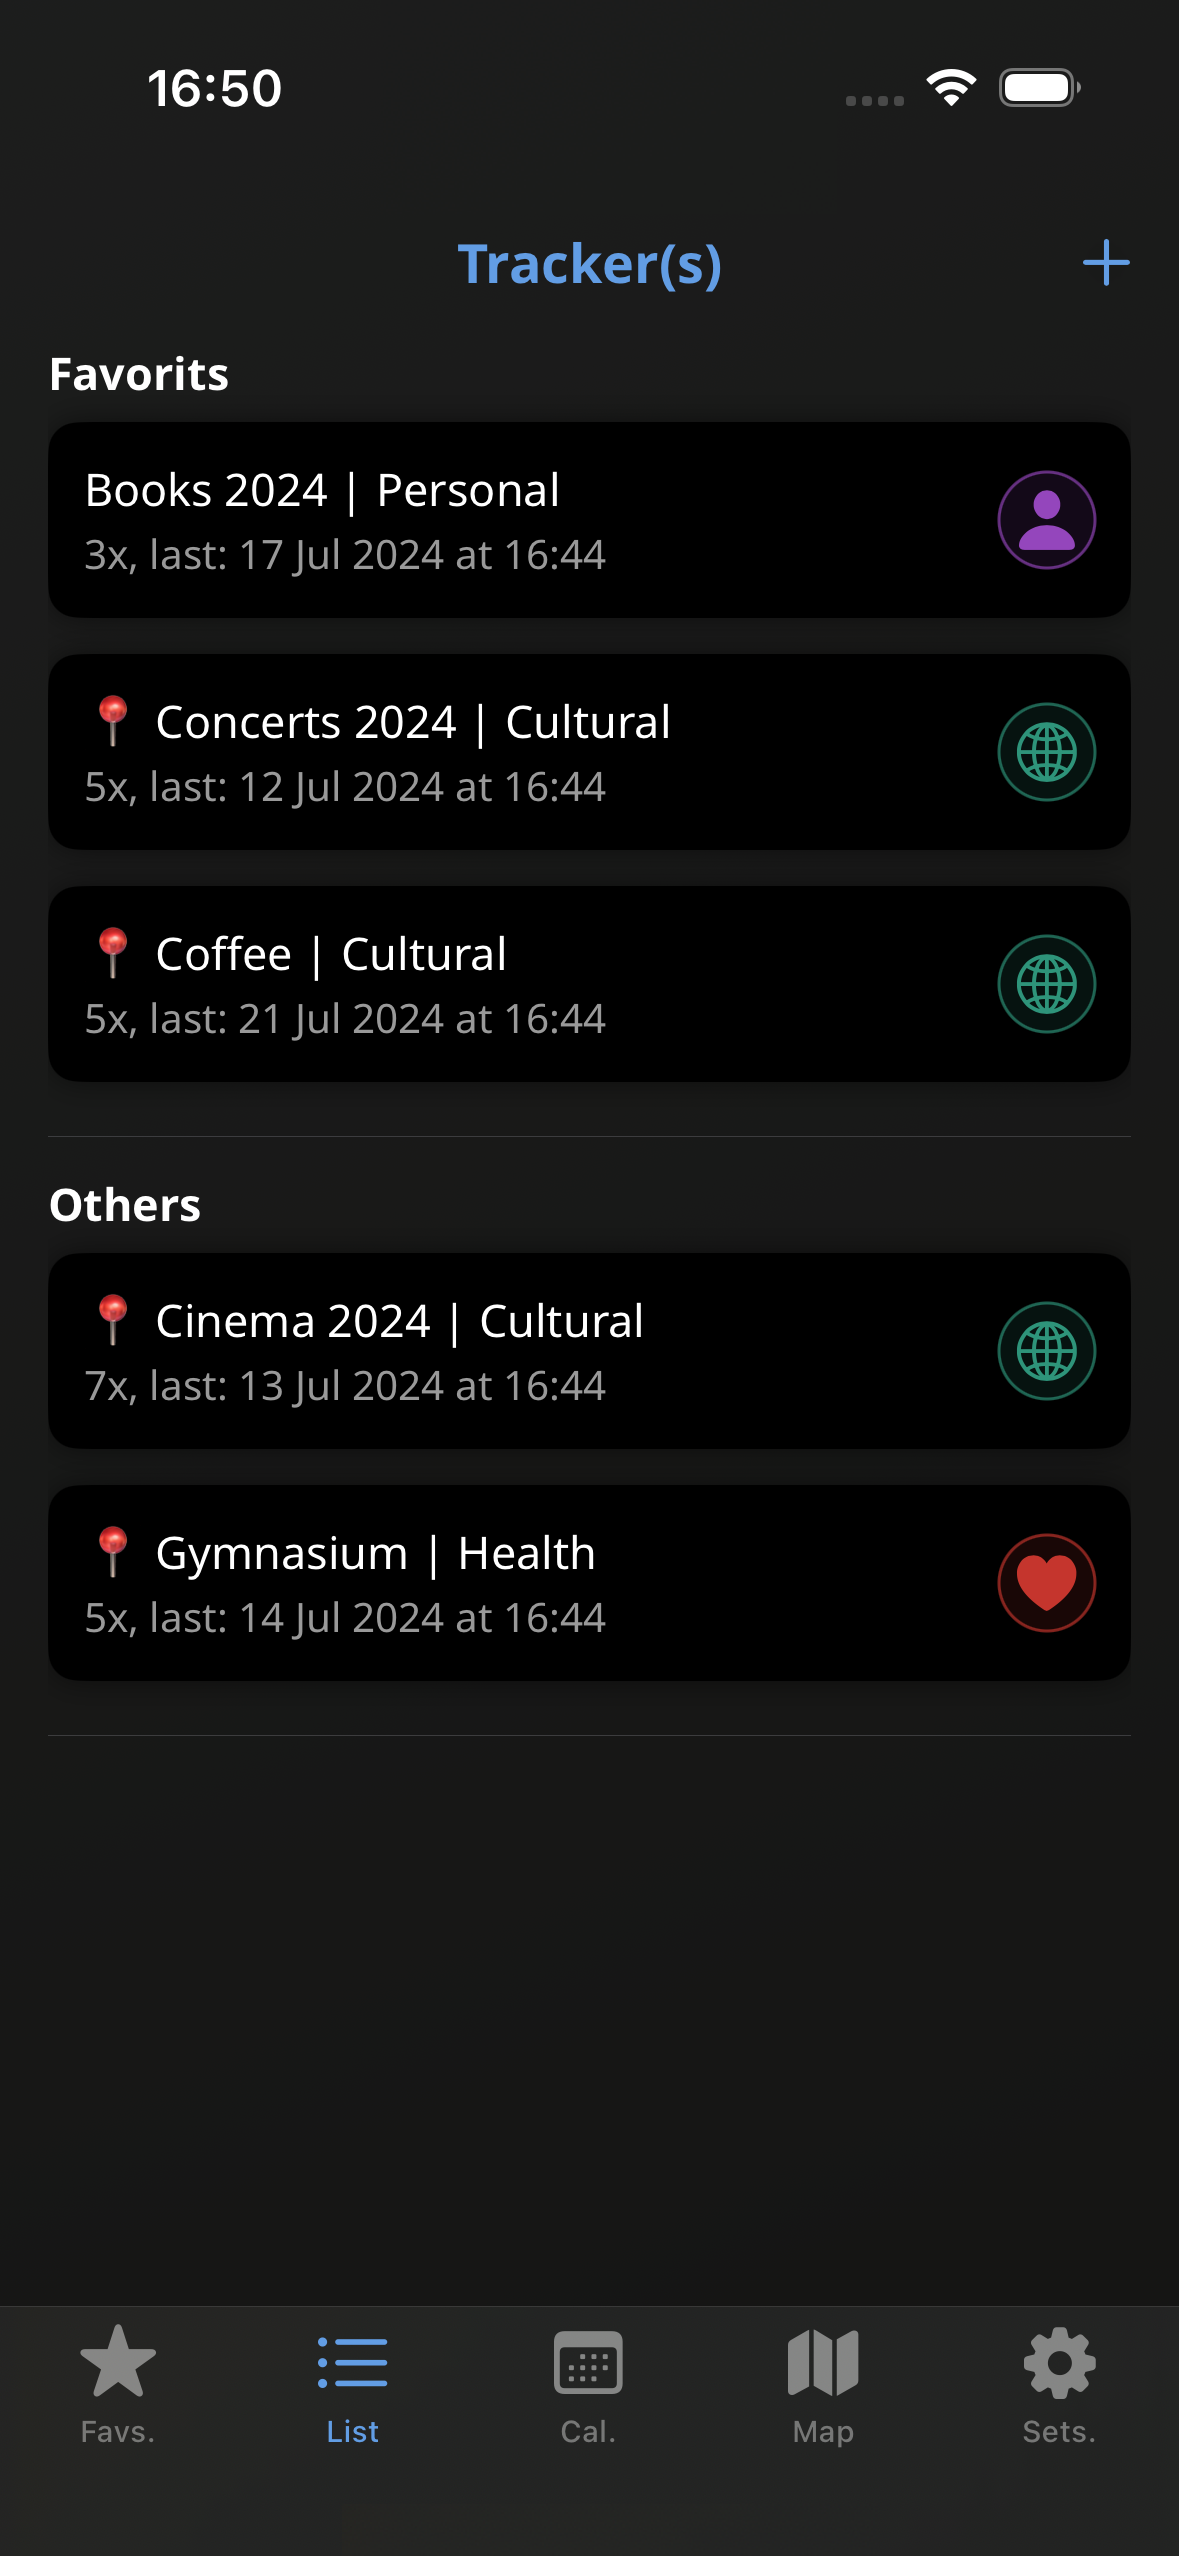 16:50
Tracker(s)
Favorits
Books 2024 | Personal
3x, last: 17 Jul 2024 at 16:44
Concerts 2024 | Cultural
5x, last: 12 Jul 2024 at 16:44
Coffee | Cultural
5x, last: 21 Jul 2024 at 16:44
Others
Cinema 2024 | Cultural
7x, last: 13 Jul 2024 at 16:44
Gymnasium | Health
5x, last: 14 Jul 2024 at 16:44
Favs. List Cal. Map Sets.